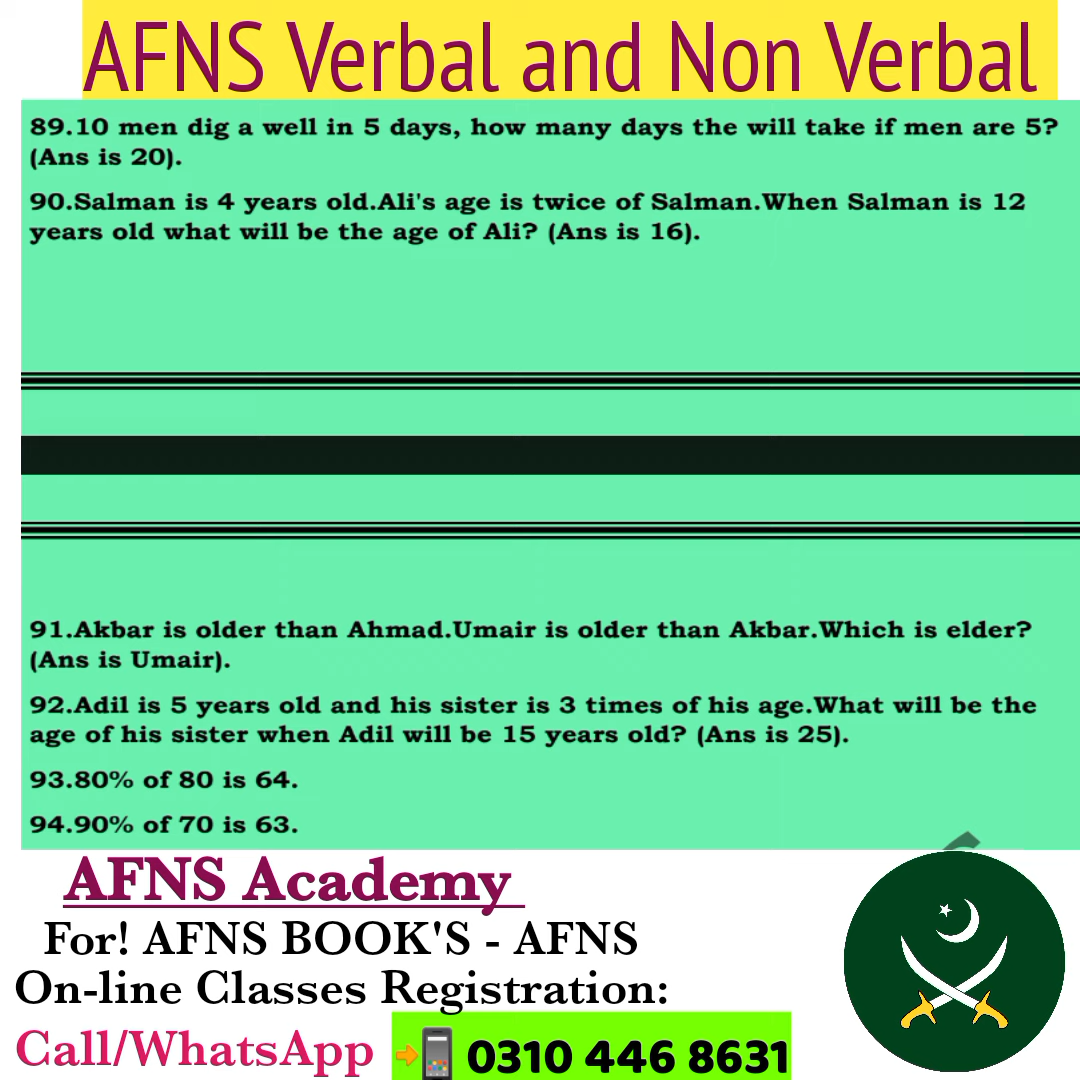 AFNS Verbal and Non Verbal
89.10 men dig a well in 5 days, how many days the will take if men are 5?
(Ans is 20).
90.Salman is 4 years old.Ali's age is twice of Salman.When Salman is 12
years old what will be the age of Ali? (Ans is 16).
91.Akbar is older than Ahmad.Umair is older than Akbar.Which is elder?
(Ans is Umair).
92.Adil is 5 years old and his sister is 3 times of his age.What will be the
age of his sister when Adil will be 15 years old? (Ans is 25).
93.80% of 80 is 64.
94.90% of 70 is 63.
AFNS Academy
For! AFNS BOOK'S - AFNS
On-line Classes Registration:
Call/WhatsApp 0310 446 8631